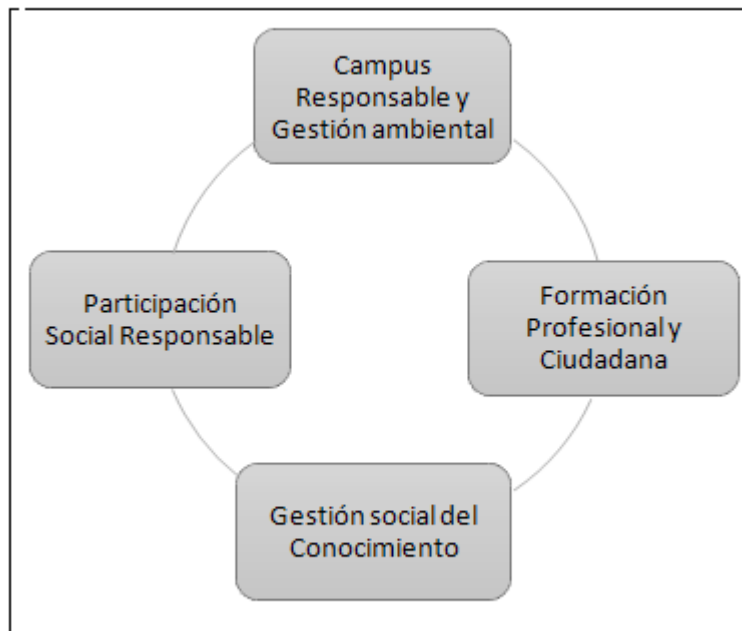 Campus
Responsable y
Gestión ambiental
Participación
Social Responsable
Formación
Profesional y
Ciudadana
Gestión social del
Conocimiento